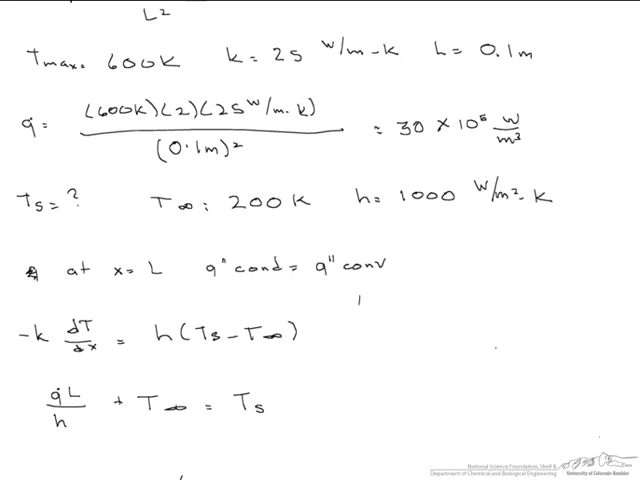 L²
Tmax = 600K k = 25 W/m-K L = 0.1m
q̇ = (600K)(2)(25 W/m·K) / (0.1m)² = 30 × 10⁵ W/m³
Ts = ? T∞ = 200K h = 1000 W/m²-K
at x = L q" cond = q" conv
-k dT/dx = h(Ts - T∞)
q̇L/h + T∞ = Ts
National Science Foundation, Shell &
Department of Chemical and Biological Engineering University of Colorado-Boulder